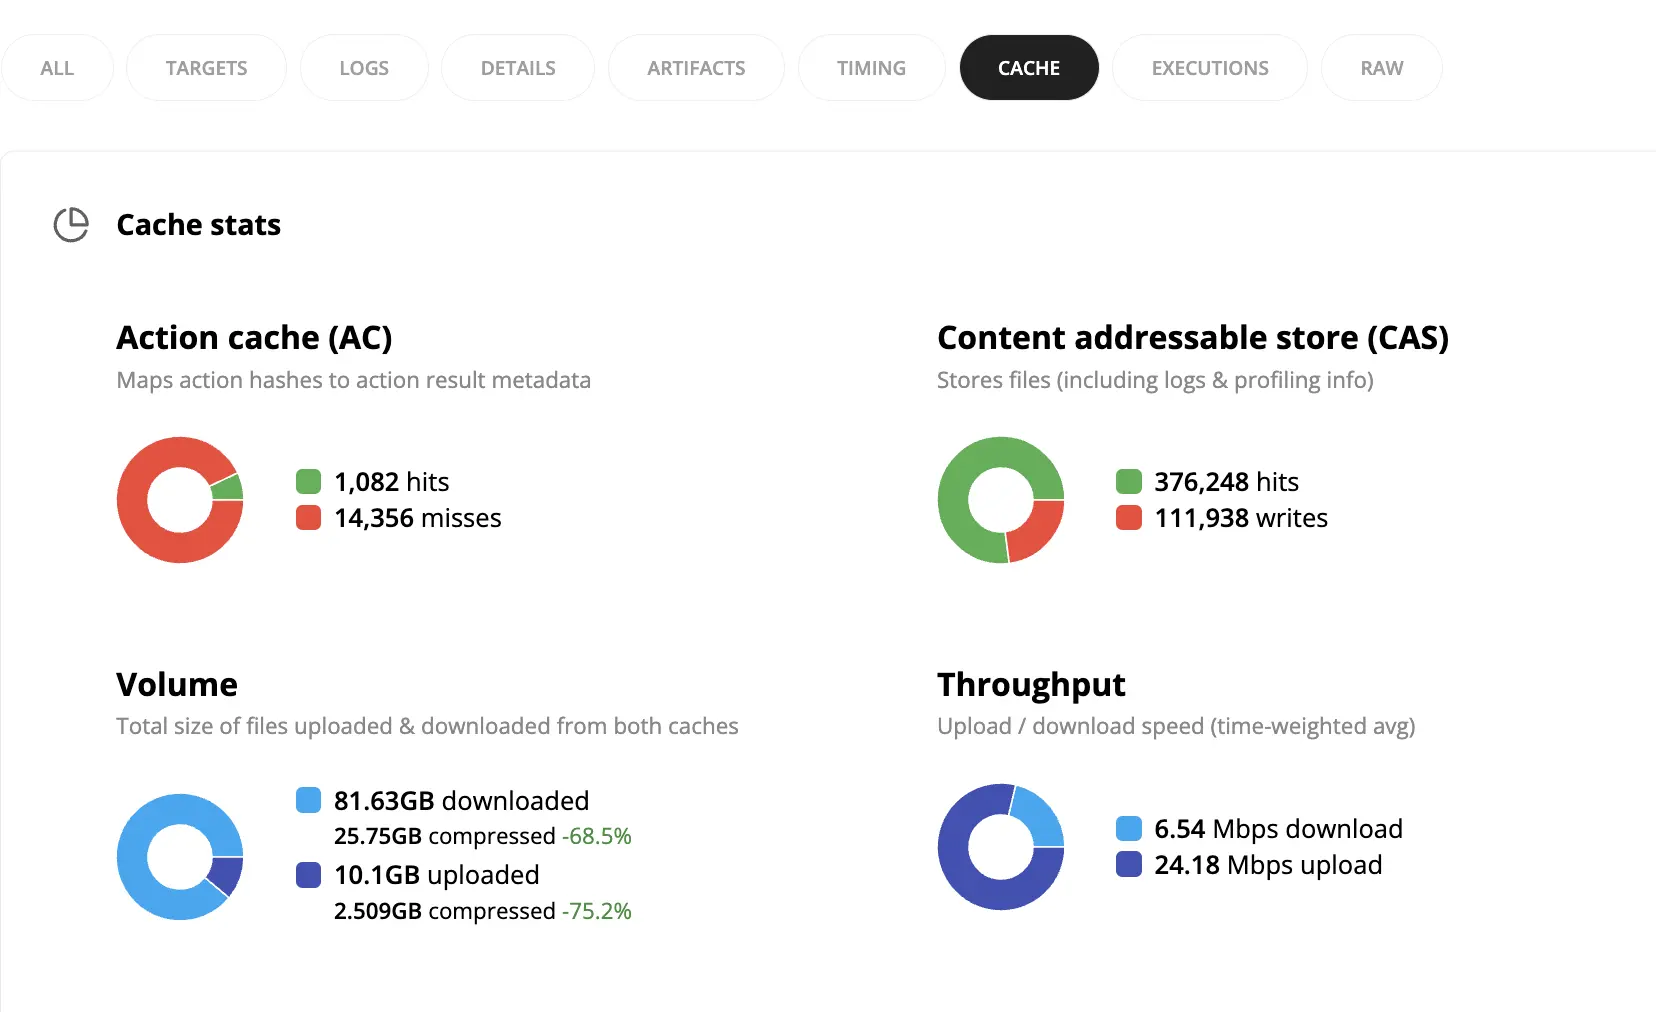 ALL TARGETS LOGS DETAILS ARTIFACTS TIMING CACHE EXECUTIONS RAW
Cache stats
Action cache (AC)
Maps action hashes to action result metadata
1,082 hits
14,356 misses
Content addressable store (CAS)
Stores files (including logs & profiling info)
376,248 hits
111,938 writes
Volume
Total size of files uploaded & downloaded from both caches
81.63GB downloaded
25.75GB compressed -68.5%
10.1GB uploaded
2.509GB compressed -75.2%
Throughput
Upload / download speed (time-weighted avg)
6.54 Mbps download
24.18 Mbps upload